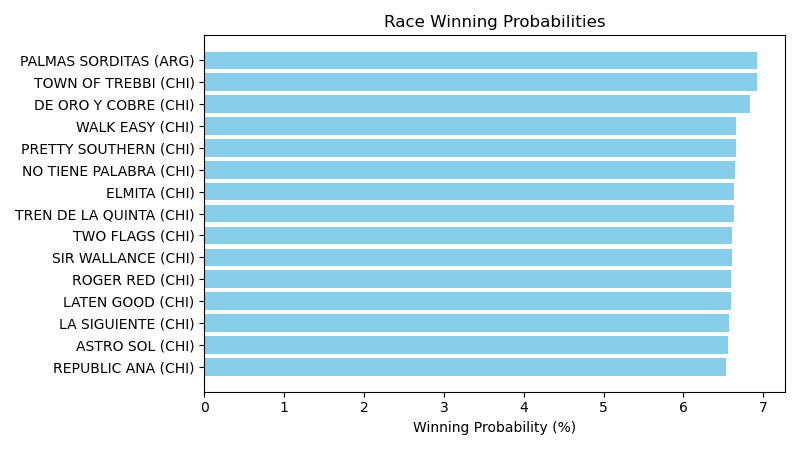 Race Winning Probabilities
PALMAS SORDITAS (ARG)
TOWN OF TREBBI (CHI)
DE ORO Y COBRE (CHI)
WALK EASY (CHI)
PRETTY SOUTHERN (CHI)
NO TIENE PALABRA (CHI)
ELMITA (CHI)
TREN DE LA QUINTA (CHI)
TWO FLAGS (CHI)
SIR WALLANCE (CHI)
ROGER RED (CHI)
LATEN GOOD (CHI)
LA SIGUIENTE (CHI)
ASTRO SOL (CHI)
REPUBLIC ANA (CHI)
0 1 2 3 4 5 6 7
Winning Probability (%)